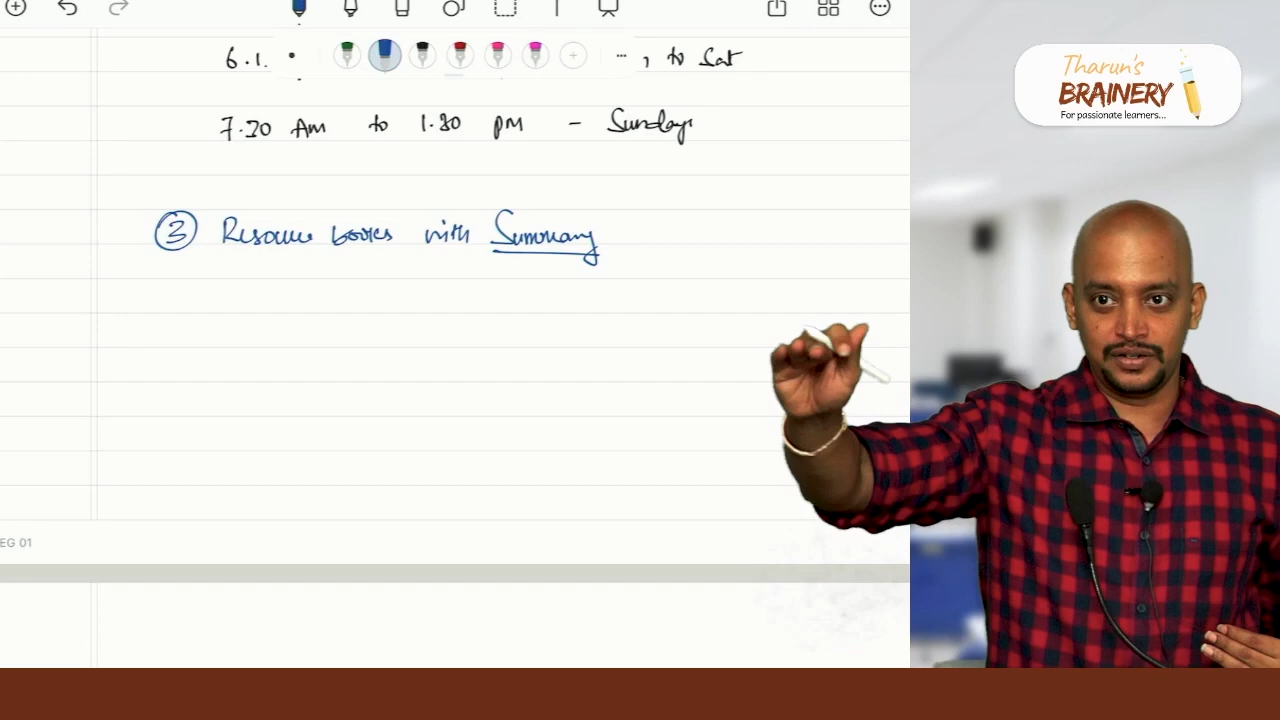 6.1
, to Sat
7.30 Am to 1.30 pm - Sundays
③ Resource books with Summary
EG 01
Tharun's
BRAINERY
For passionate learners...